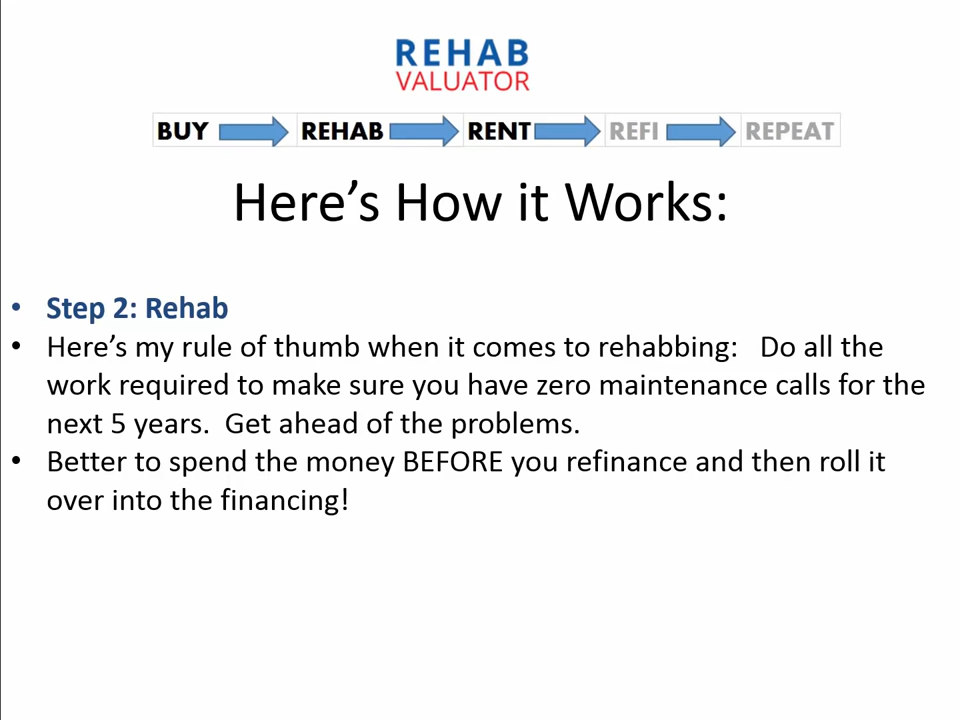 REHAB
VALUATOR
BUY REHAB RENT REFI REPEAT
Here’s How it Works:
• Step 2: Rehab
• Here’s my rule of thumb when it comes to rehabbing:   Do all the
work required to make sure you have zero maintenance calls for the
next 5 years.  Get ahead of the problems.
• Better to spend the money BEFORE you refinance and then roll it
over into the financing!